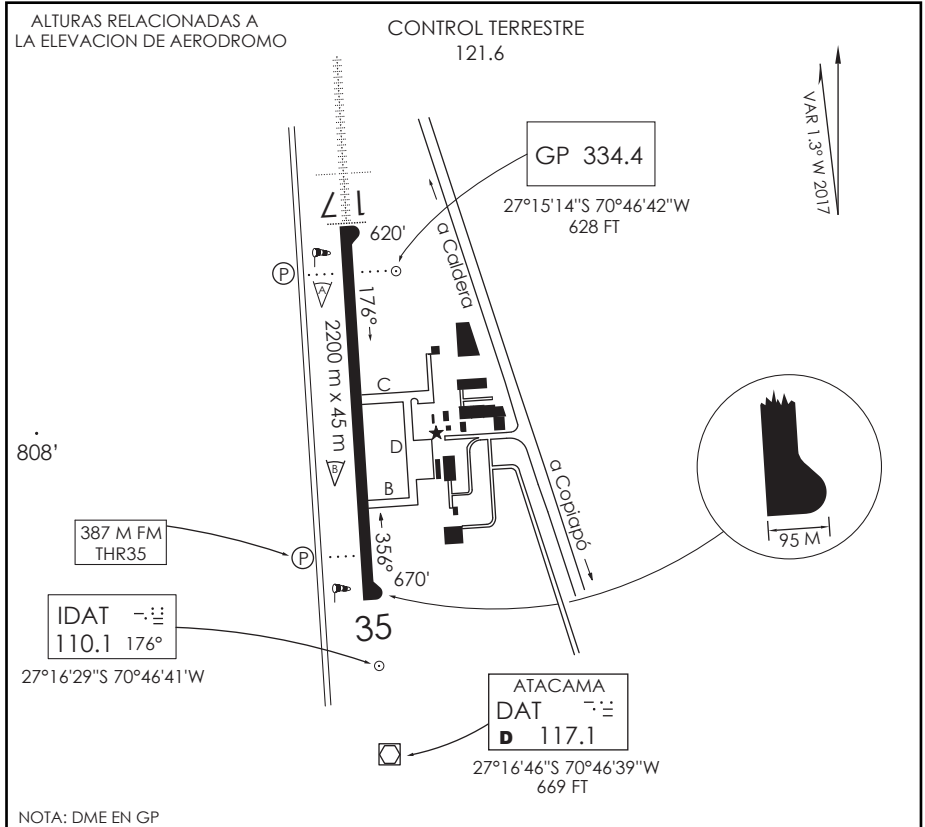 ALTURAS RELACIONADAS A
LA ELEVACION DE AERODROMO
CONTROL TERRESTRE
121.6
VAR 1.3° W 2017
GP 334.4
27°15'14"S 70°46'42"W
628 FT
17
620'
a Caldera
P
A
176°
2200 m x 45 m
C
D
B
B
808'
a Copiapó
387 M FM
THR35
P
356°
670'
95 M
35
IDAT
110.1 176°
27°16'29"S 70°46'41"W
ATACAMA
DAT
D 117.1
27°16'46"S 70°46'39"W
669 FT
NOTA: DME EN GP